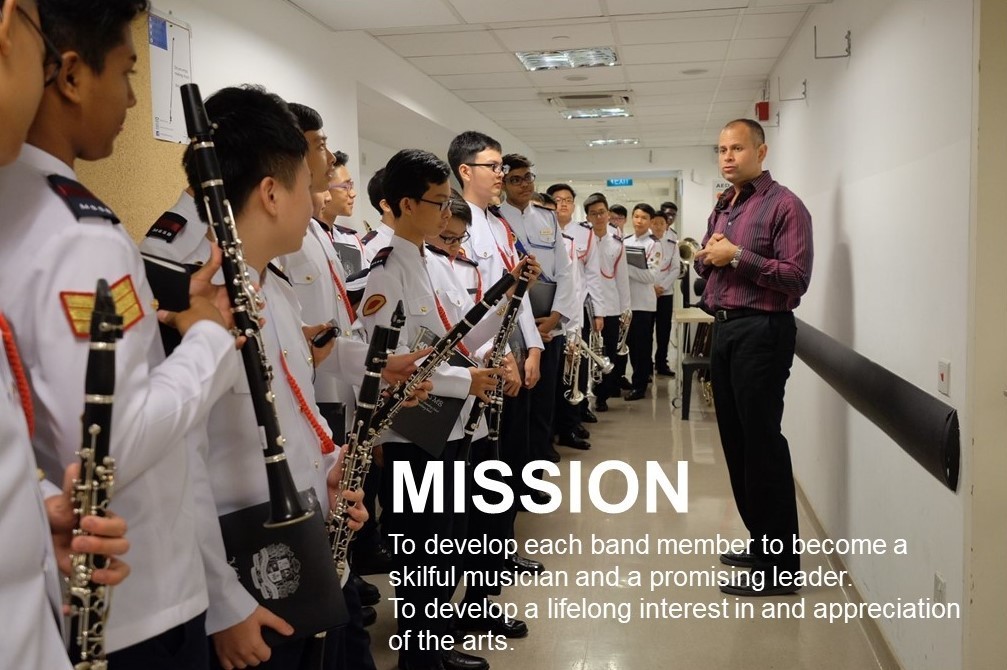 MISSION
To develop each band member to become a
skilful musician and a promising leader.
To develop a lifelong interest in and appreciation
of the arts.
AED